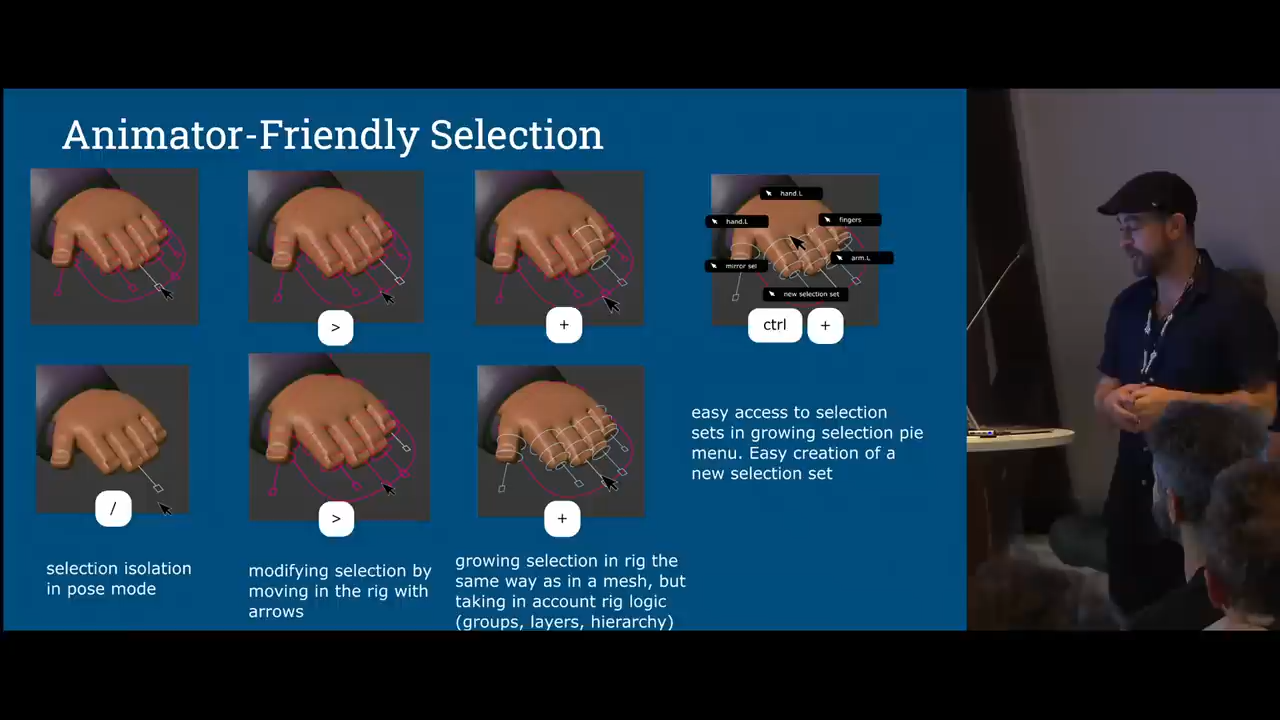 Animator-Friendly Selection
hand.L
hand.L
fingers
mirror sel
arm.L
new selection set
>
+
ctrl
+
/
>
+
selection isolation
in pose mode
modifying selection by
moving in the rig with
arrows
growing selection in rig the
same way as in a mesh, but
taking in account rig logic
(groups, layers, hierarchy)
easy access to selection
sets in growing selection pie
menu. Easy creation of a
new selection set